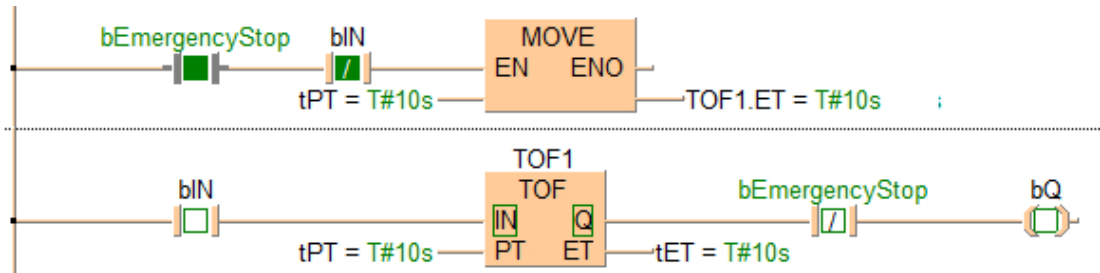 bEmergencyStop bIN MOVE
/ EN ENO
tPT = T#10s TOF1.ET = T#10s
TOF1
bIN TOF bEmergencyStop bQ
IN Q /
tPT = T#10s PT ET tET = T#10s